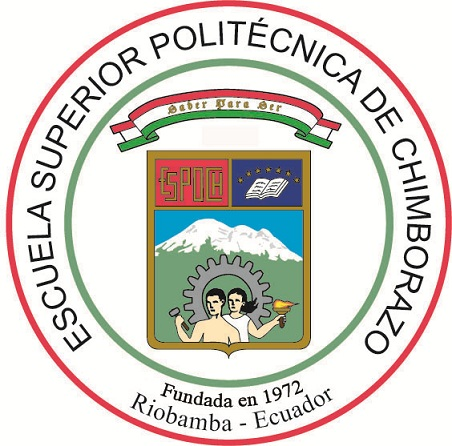 ESCUELA SUPERIOR POLITÉCNICA DE CHIMBORAZO
Saber Para Ser
ESPOCH
Fundada en 1972
Riobamba - Ecuador